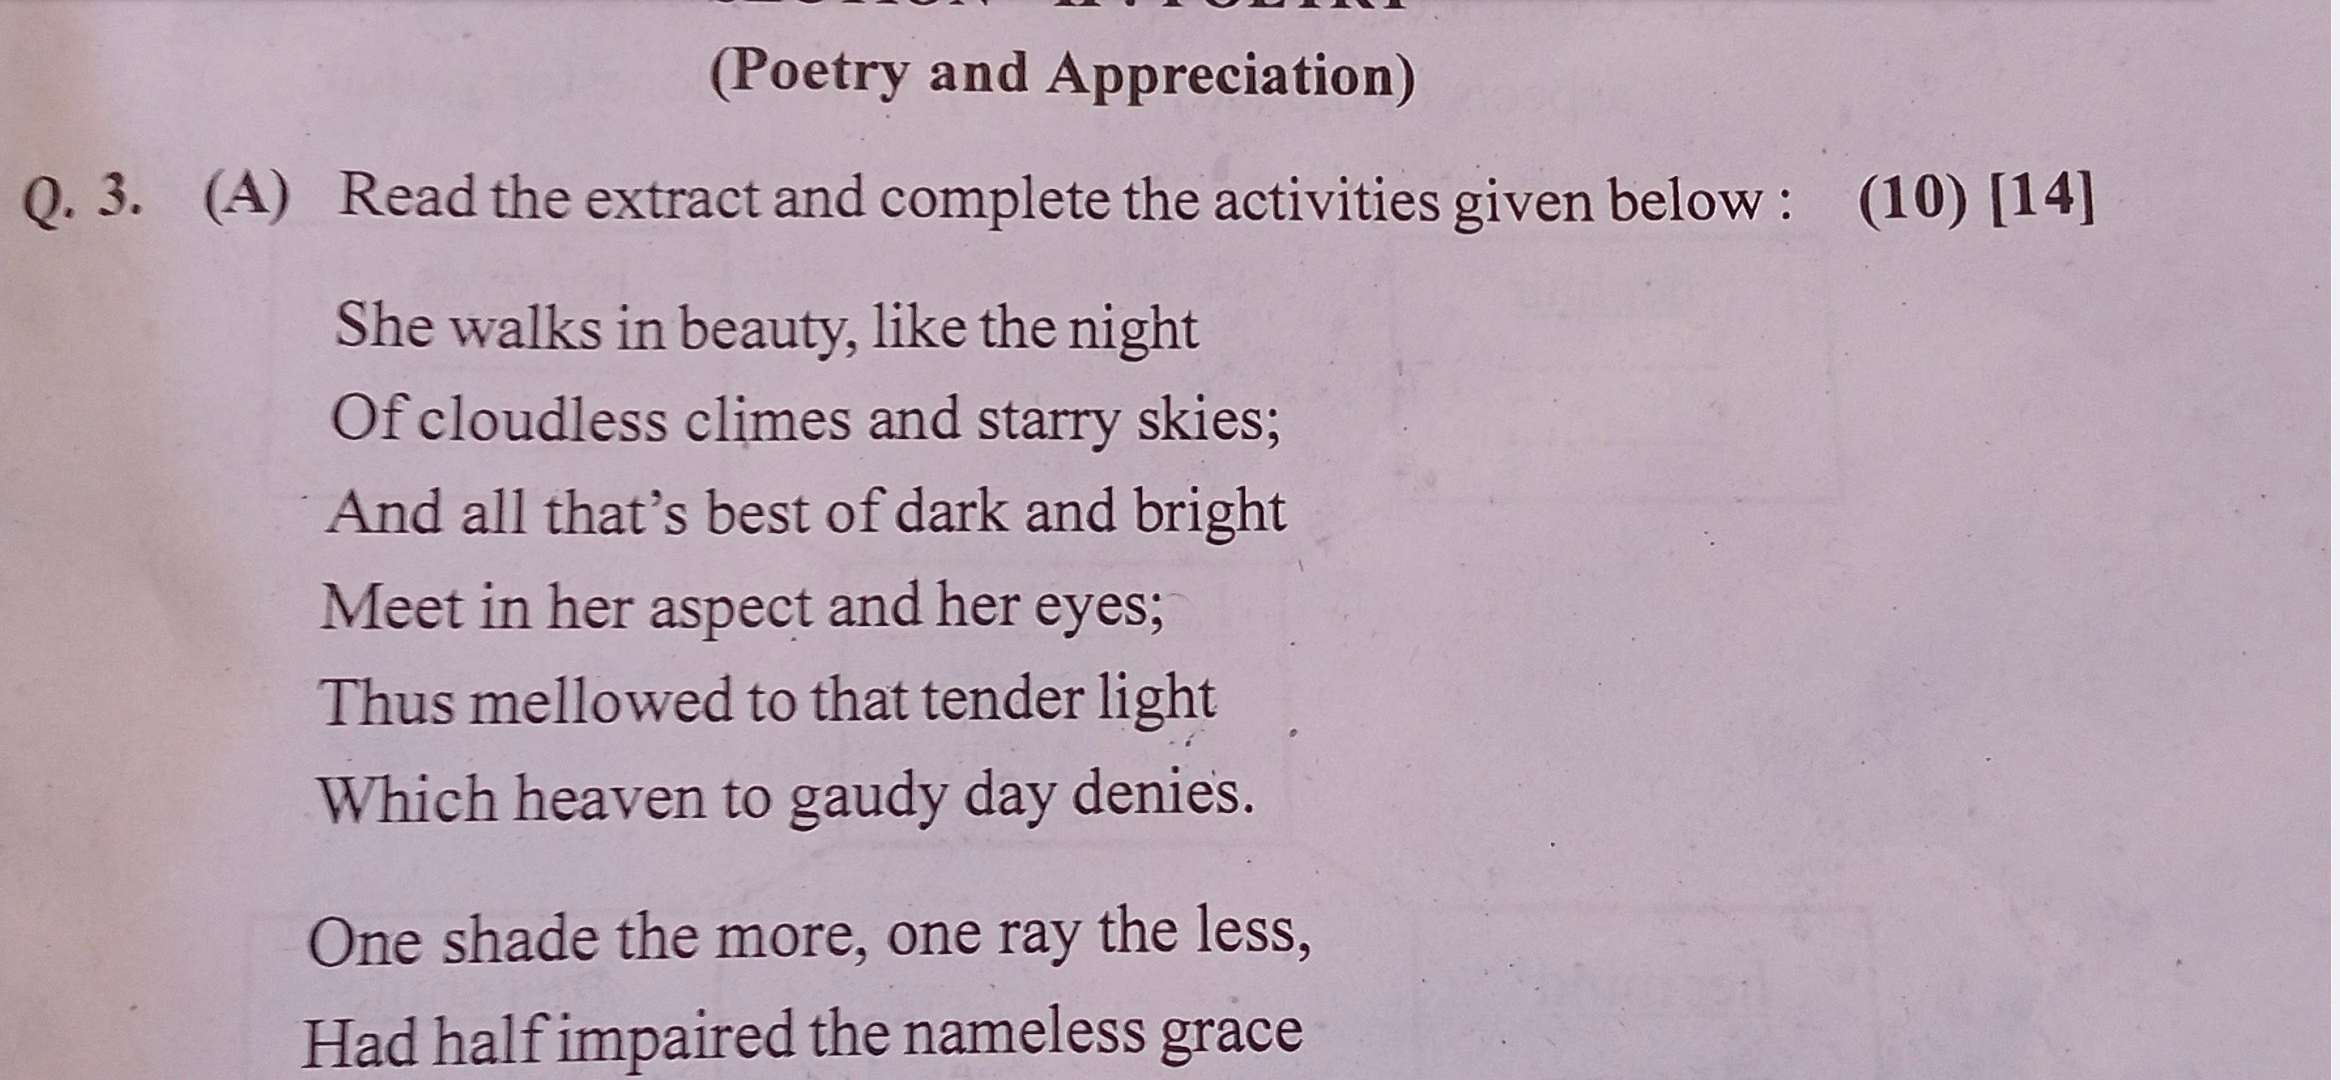 (Poetry and Appreciation)
Q. 3. (A) Read the extract and complete the activities given below : (10) [14]
She walks in beauty, like the night
Of cloudless climes and starry skies;
And all that's best of dark and bright
Meet in her aspect and her eyes;
Thus mellowed to that tender light
Which heaven to gaudy day denies.
One shade the more, one ray the less,
Had half impaired the nameless grace